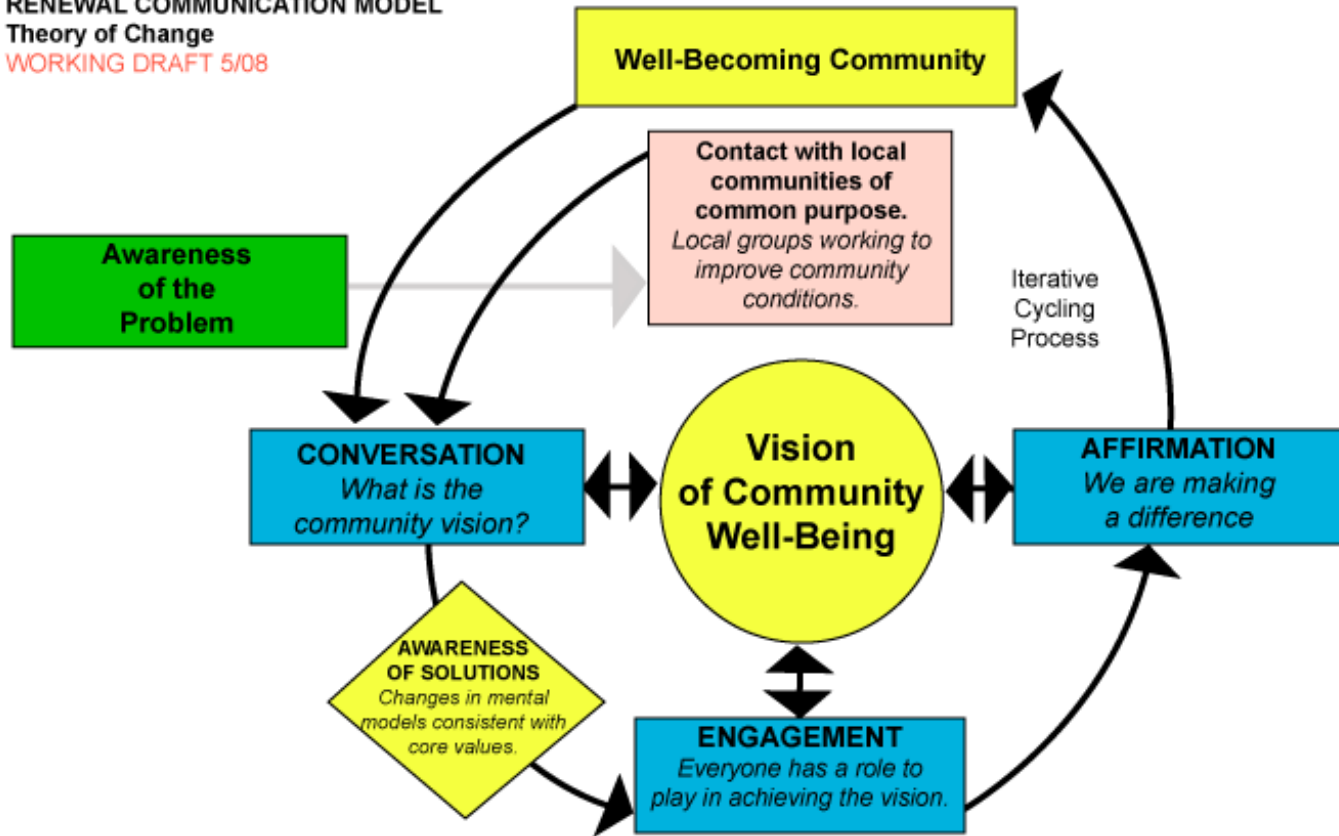 RENEWAL COMMUNICATION MODEL
Theory of Change
WORKING DRAFT 5/08
Well-Becoming Community
Contact with local
communities of
common purpose.
Local groups working to
improve community
conditions.
Awareness
of the
Problem
Iterative
Cycling
Process
CONVERSATION
What is the
community vision?
Vision
of Community
Well-Being
AFFIRMATION
We are making
a difference
AWARENESS
OF SOLUTIONS
Changes in mental
models consistent with
core values.
ENGAGEMENT
Everyone has a role to
play in achieving the vision.